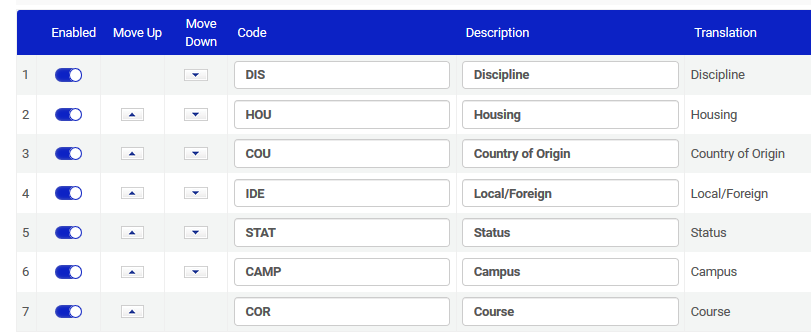 Enabled Move Up Move Down Code Description Translation
1 DIS Discipline Discipline
2 HOU Housing Housing
3 COU Country of Origin Country of Origin
4 IDE Local/Foreign Local/Foreign
5 STAT Status Status
6 CAMP Campus Campus
7 COR Course Course